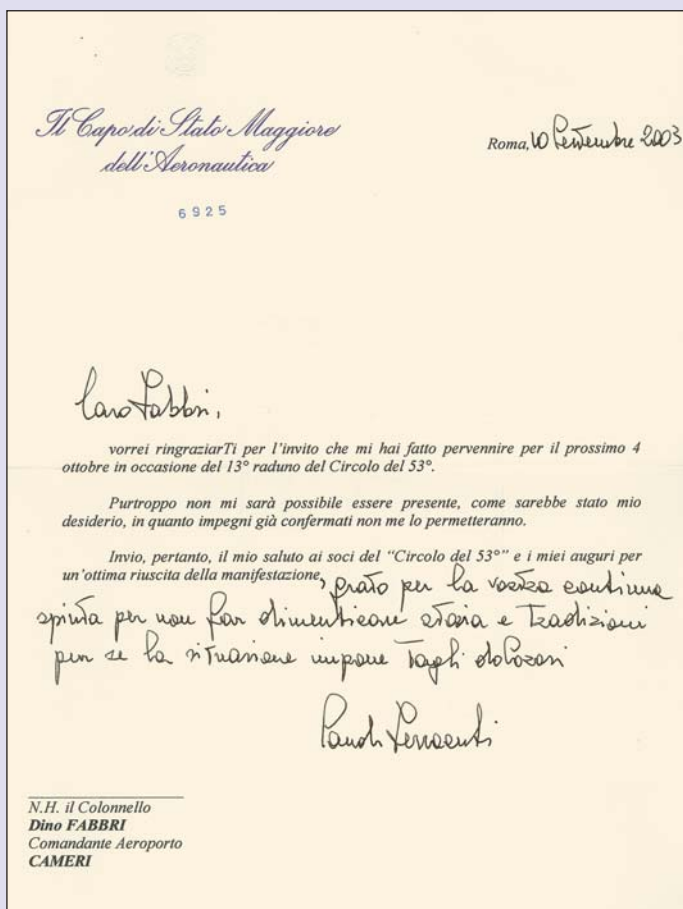 Il Capo di Stato Maggiore
dell'Aeronautica
Roma, 10 Settembre 2003
6925
Caro Fabbri,
vorrei ringraziarTi per l'invito che mi hai fatto pervennire per il prossimo 4
ottobre in occasione del 13° raduno del Circolo del 53°.
Purtroppo non mi sarà possibile essere presente, come sarebbe stato mio
desiderio, in quanto impegni già confermati non me lo permetteranno.
Invio, pertanto, il mio saluto ai soci del "Circolo del 53°" e i miei auguri per
un'ottima riuscita della manifestazione, grato per la vostra continua
spinta per non far dimenticare storia e tradizioni
pur se la situazione impone tagli dolorosi
N.H. il Colonnello
Dino FABBRI
Comandante Aeroporto
CAMERI